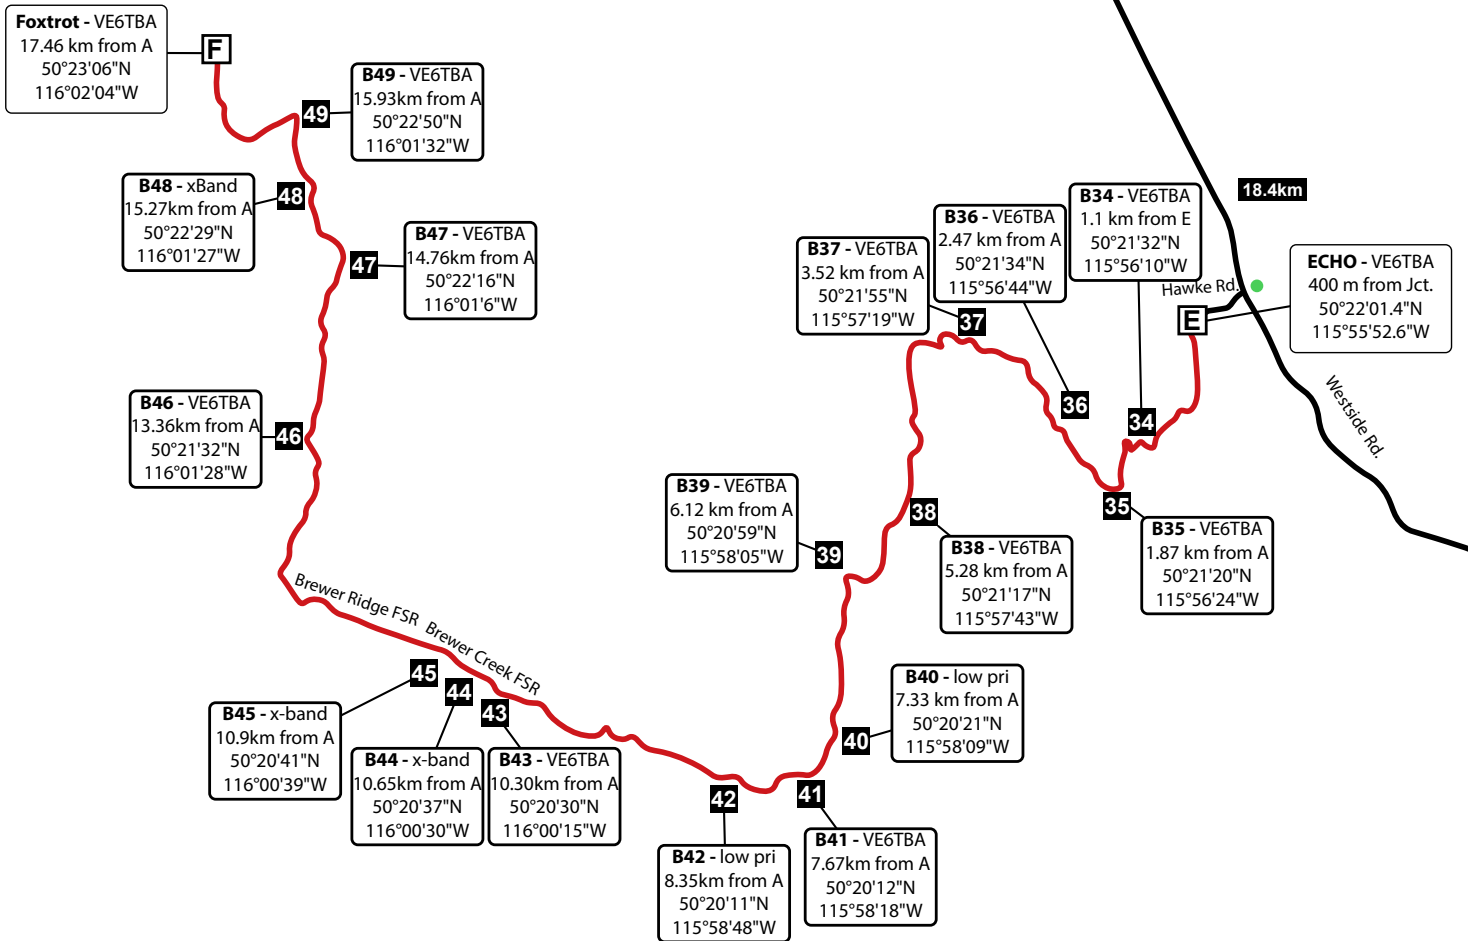 Foxtrot - VE6TBA
17.46 km from A
50°23'06"N
116°02'04"W
F
B49 - VE6TBA
15.93km from A
50°22'50"N
116°01'32"W
49
B48 - xBand
15.27km from A
50°22'29"N
116°01'27"W
48
B47 - VE6TBA
14.76km from A
50°22'16"N
116°01'6"W
47
B46 - VE6TBA
13.36km from A
50°21'32"N
116°01'28"W
46
B37 - VE6TBA
3.52 km from A
50°21'55"N
115°57'19"W
37
B36 - VE6TBA
2.47 km from A
50°21'34"N
115°56'44"W
36
B34 - VE6TBA
1.1 km from E
50°21'32"N
115°56'10"W
34
18.4km
Hawke Rd.
E
ECHO - VE6TBA
400 m from Jct.
50°22'01.4"N
115°55'52.6"W
Westside Rd.
B39 - VE6TBA
6.12 km from A
50°20'59"N
115°58'05"W
39
38
B38 - VE6TBA
5.28 km from A
50°21'17"N
115°57'43"W
35
B35 - VE6TBA
1.87 km from A
50°21'20"N
115°56'24"W
Brewer Ridge FSR
Brewer Creek FSR
45
44
43
B45 - x-band
10.9km from A
50°20'41"N
116°00'39"W
B44 - x-band
10.65km from A
50°20'37"N
116°00'30"W
B43 - VE6TBA
10.30km from A
50°20'30"N
116°00'15"W
40
B40 - low pri
7.33 km from A
50°20'21"N
115°58'09"W
42
41
B42 - low pri
8.35km from A
50°20'11"N
115°58'48"W
B41 - VE6TBA
7.67km from A
50°20'12"N
115°58'18"W